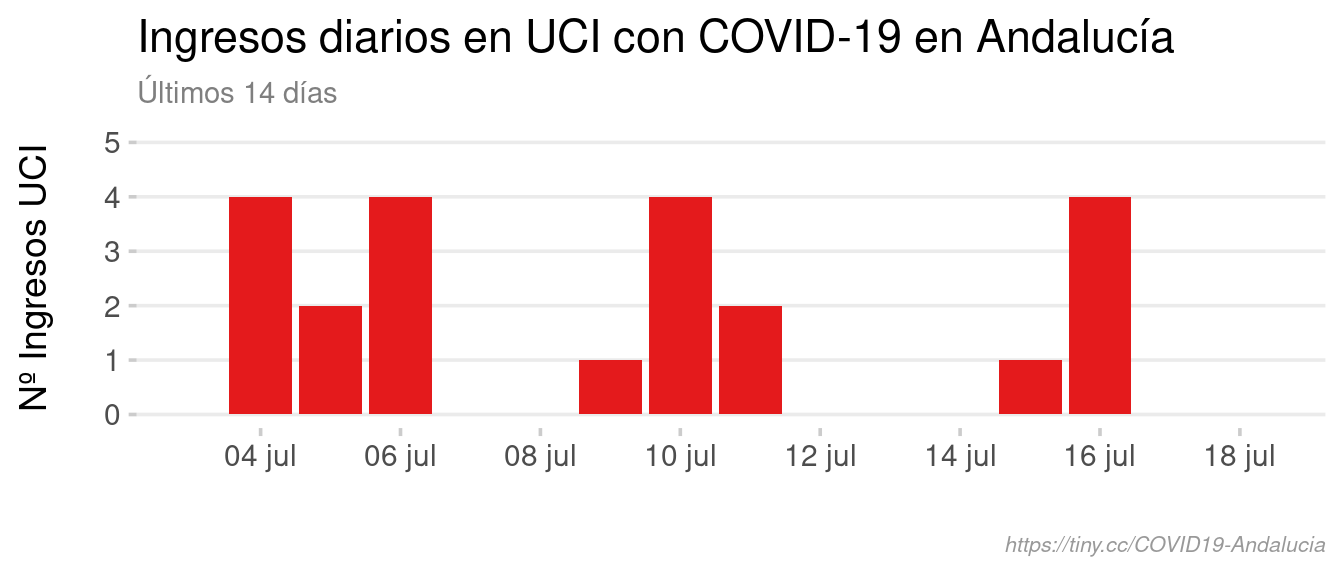 Ingresos diarios en UCI con COVID-19 en Andalucía
Últimos 14 días
Nº Ingresos UCI
5
4
3
2
1
0
04 jul
06 jul
08 jul
10 jul
12 jul
14 jul
16 jul
18 jul
https://tiny.cc/COVID19-Andalucia